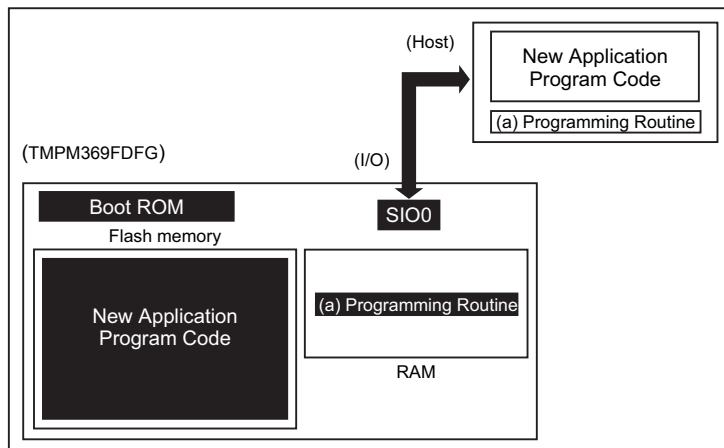 (Host)
New Application
Program Code
(a) Programming Routine
(TMPM369FDFG)
(I/O)
Boot ROM
SIO0
Flash memory
New Application
Program Code
(a) Programming Routine
RAM